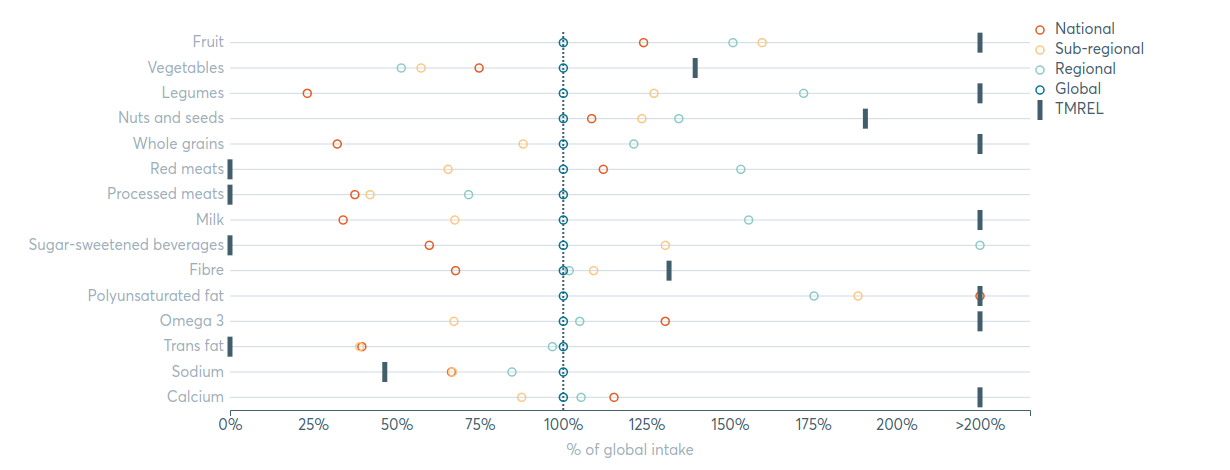 National
Sub-regional
Regional
Global
TMREL
Fruit
Vegetables
Legumes
Nuts and seeds
Whole grains
Red meats
Processed meats
Milk
Sugar-sweetened beverages
Fibre
Polyunsaturated fat
Omega 3
Trans fat
Sodium
Calcium
0% 25% 50% 75% 100% 125% 150% 175% 200% >200%
% of global intake